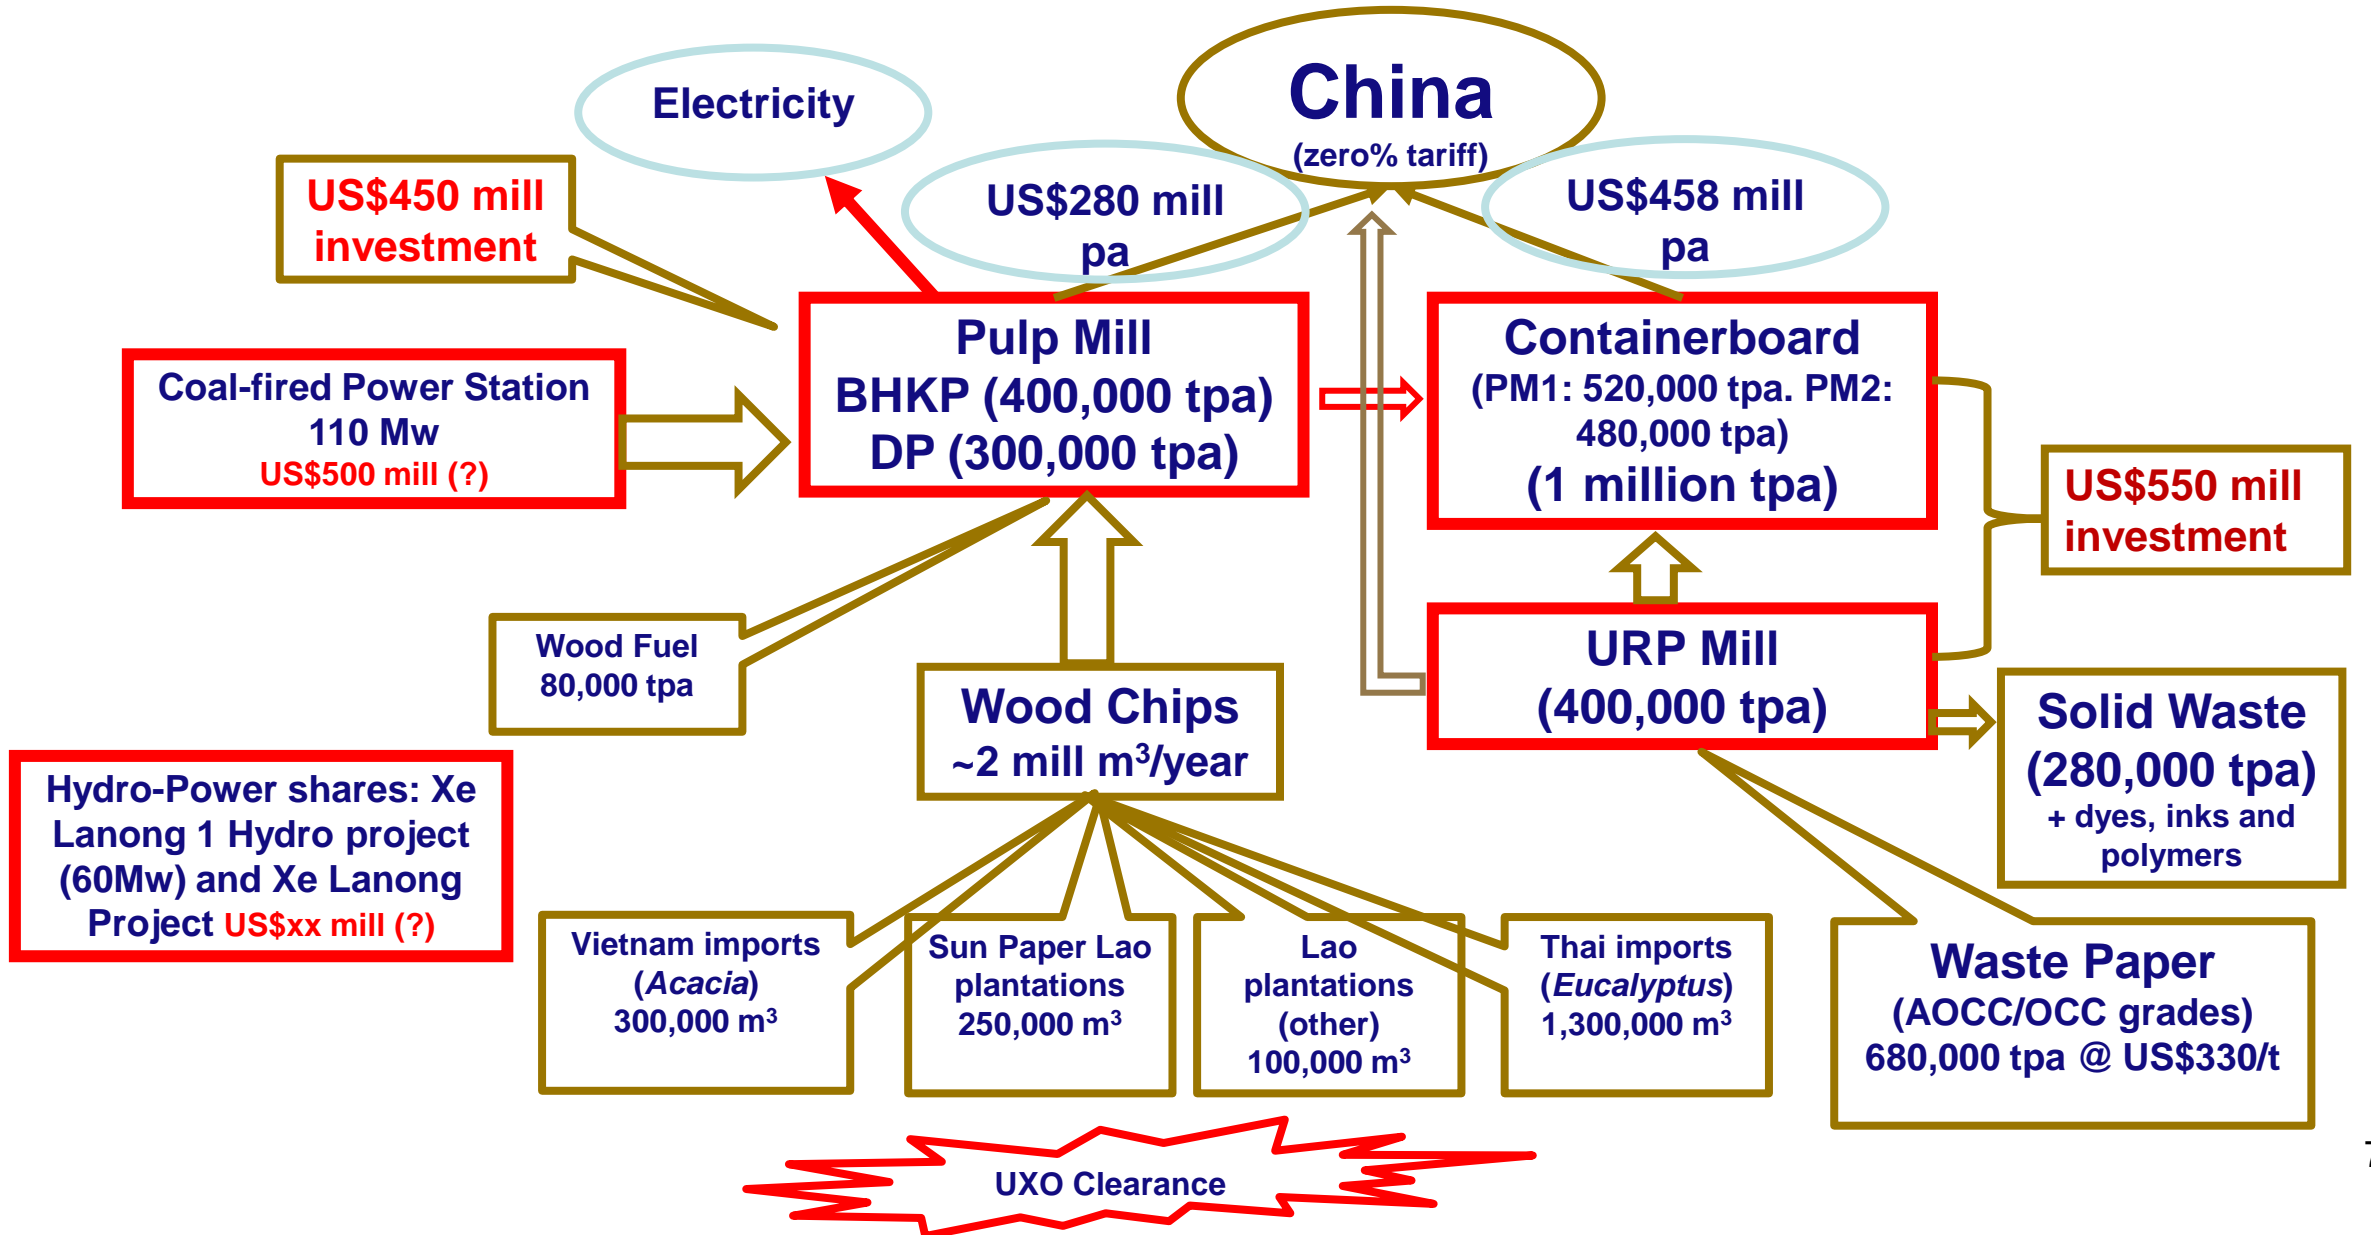 China
(zero% tariff)
Electricity
US$450 mill
investment
US$280 mill
pa
US$458 mill
pa
Pulp Mill
BHKP (400,000 tpa)
DP (300,000 tpa)
Containerboard
(PM1: 520,000 tpa. PM2:
480,000 tpa)
(1 million tpa)
Coal-fired Power Station
110 Mw
US$500 mill (?)
US$550 mill
investment
Wood Fuel
80,000 tpa
URP Mill
(400,000 tpa)
Wood Chips
~2 mill m³/year
Solid Waste
(280,000 tpa)
+ dyes, inks and
polymers
Hydro-Power shares: Xe
Lanong 1 Hydro project
(60Mw) and Xe Lanong
Project US$xx mill (?)
Vietnam imports
(Acacia)
300,000 m³
Sun Paper Lao
plantations
250,000 m³
Lao
plantations
(other)
100,000 m³
Thai imports
(Eucalyptus)
1,300,000 m³
Waste Paper
(AOCC/OCC grades)
680,000 tpa @ US$330/t
UXO Clearance